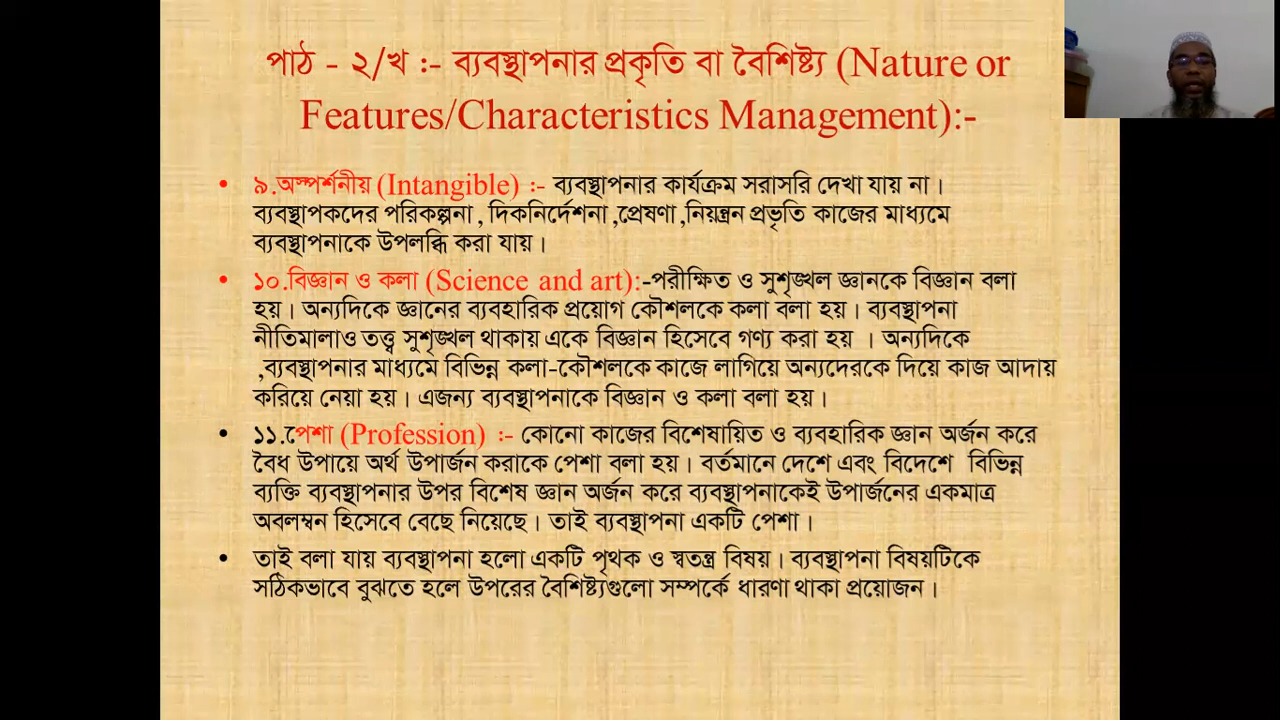 পাঠ - ২/খ :- ব্যবস্থাপনার প্রকৃতি বা বৈশিষ্ট্য (Nature or
Features/Characteristics Management):-
• ৯.অস্পর্শনীয় (Intangible) :- ব্যবস্থাপনার কার্যক্রম সরাসরি দেখা যায় না।
ব্যবস্থাপকদের পরিকল্পনা , দিকনির্দেশনা ,প্রেষণা ,নিয়ন্ত্রন প্রভৃতি কাজের মাধ্যমে
ব্যবস্থাপনাকে উপলব্ধি করা যায়।
• ১০.বিজ্ঞান ও কলা (Science and art):-পরীক্ষিত ও সুশৃঙ্খল জ্ঞানকে বিজ্ঞান বলা
হয়। অন্যদিকে জ্ঞানের ব্যবহারিক প্রয়োগ কৌশলকে কলা বলা হয়। ব্যবস্থাপনা
নীতিমালাও তত্ত্ব সুশৃঙ্খল থাকায় একে বিজ্ঞান হিসেবে গণ্য করা হয় । অন্যদিকে
,ব্যবস্থাপনার মাধ্যমে বিভিন্ন কলা-কৌশলকে কাজে লাগিয়ে অন্যদেরকে দিয়ে কাজ আদায়
করিয়ে নেয়া হয়। এজন্য ব্যবস্থাপনাকে বিজ্ঞান ও কলা বলা হয়।
• ১১.পেশা (Profession) :- কোনো কাজের বিশেষায়িত ও ব্যবহারিক জ্ঞান অর্জন করে
বৈধ উপায়ে অর্থ উপার্জন করাকে পেশা বলা হয়। বর্তমানে দেশে এবং বিদেশে বিভিন্ন
ব্যক্তি ব্যবস্থাপনার উপর বিশেষ জ্ঞান অর্জন করে ব্যবস্থাপনাকেই উপার্জনের একমাত্র
অবলম্বন হিসেবে বেছে নিয়েছে। তাই ব্যবস্থাপনা একটি পেশা।
• তাই বলা যায় ব্যবস্থাপনা হলো একটি পৃথক ও স্বতন্ত্র বিষয়। ব্যবস্থাপনা বিষয়টিকে
সঠিকভাবে বুঝতে হলে উপরের বৈশিষ্ট্যগুলো সম্পর্কে ধারণা থাকা প্রয়োজন।